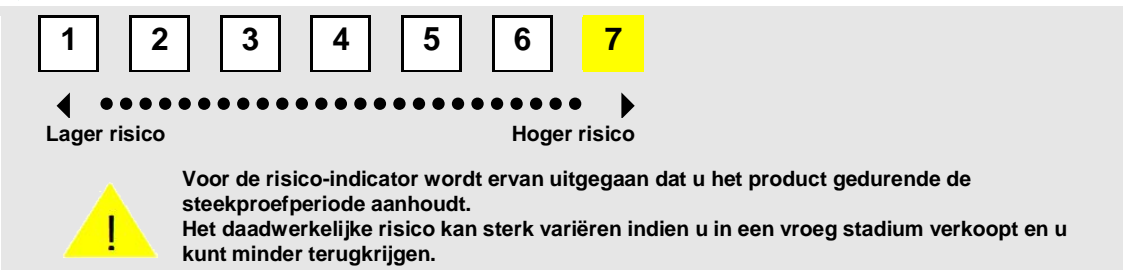 1 2 3 4 5 6 7
Lager risico Hoger risico
Voor de risico-indicator wordt ervan uitgegaan dat u het product gedurende de
steekproefperiode aanhoudt.
!
Het daadwerkelijke risico kan sterk variëren indien u in een vroeg stadium verkoopt en u
kunt minder terugkrijgen.